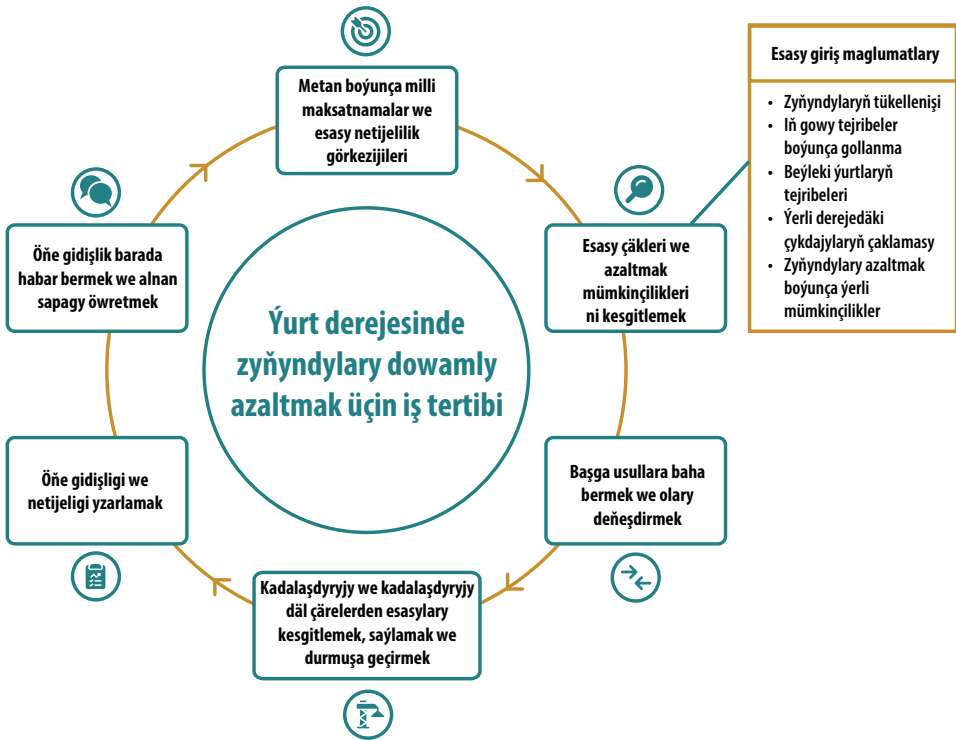 Metan boýunça milli
maksatnamalar we
esasy netijelilik
görkezijileri
Esasy giriş maglumatlary
• Zyňyndylaryň tükellenişi
• Iň gowy tejribeler
boýunça gollanma
• Beýleki ýurtlaryň
tejribeleri
• Ýerli derejedäki
çykdajylaryň çaklamasy
• Zyňyndylary azaltmak
boýunça ýerli
mümkinçilikler
Öňe gidişlik barada
habar bermek we alnan
sapagy öwretmek
Esasy çäkleri we
azaltmak
mümkinçilikleri
ni kesgitlemek
Ýurt derejesinde
zyňyndylary dowamly
azaltmak üçin iş tertibi
Öňe gidişligi we
netijeligi yzarlamak
Başga usullara baha
bermek we olary
deňeşdirmek
Kadalaşdyryjy we kadalaşdyryjy
däl çärelerden esasylary
kesgitlemek, saýlamak we
durmuşa geçirmek